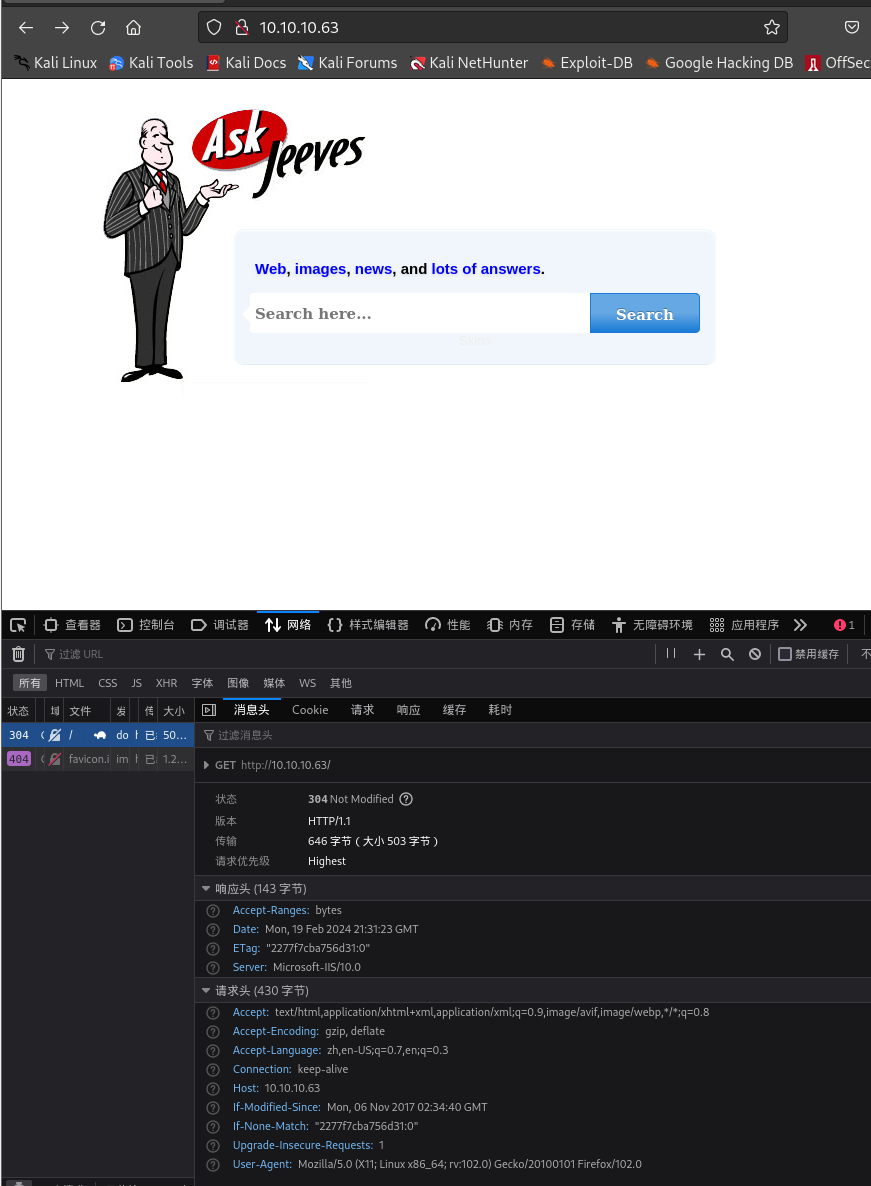 10.10.10.63
Kali Linux Kali Tools Kali Docs Kali Forums Kali NetHunter Exploit-DB Google Hacking DB OffSec
Ask Jeeves
Web, images, news, and lots of answers.
Search here... Search
Skins
查看器 控制台 调试器 网络 样式编辑器 性能 内存 存储 无障碍环境 应用程序 1
过滤 URL 禁用缓存 不
所有 HTML CSS JS XHR 字体 图像 媒体 WS 其他
状态 域 文件 发 传 大小 消息头 Cookie 请求 响应 缓存 耗时
304 / do 已 50… 过滤消息头
404 favicon.i im 已 1.2…
GET http://10.10.10.63/
状态 304 Not Modified
版本 HTTP/1.1
传输 646 字节(大小 503 字节)
请求优先级 Highest
响应头 (143 字节)
Accept-Ranges: bytes
Date: Mon, 19 Feb 2024 21:31:23 GMT
ETag: "2277f7cba756d31:0"
Server: Microsoft-IIS/10.0
请求头 (430 字节)
Accept: text/html,application/xhtml+xml,application/xml;q=0.9,image/avif,image/webp,*/*;q=0.8
Accept-Encoding: gzip, deflate
Accept-Language: zh,en-US;q=0.7,en;q=0.3
Connection: keep-alive
Host: 10.10.10.63
If-Modified-Since: Mon, 06 Nov 2017 02:34:40 GMT
If-None-Match: "2277f7cba756d31:0"
Upgrade-Insecure-Requests: 1
User-Agent: Mozilla/5.0 (X11; Linux x86_64; rv:102.0) Gecko/20100101 Firefox/102.0